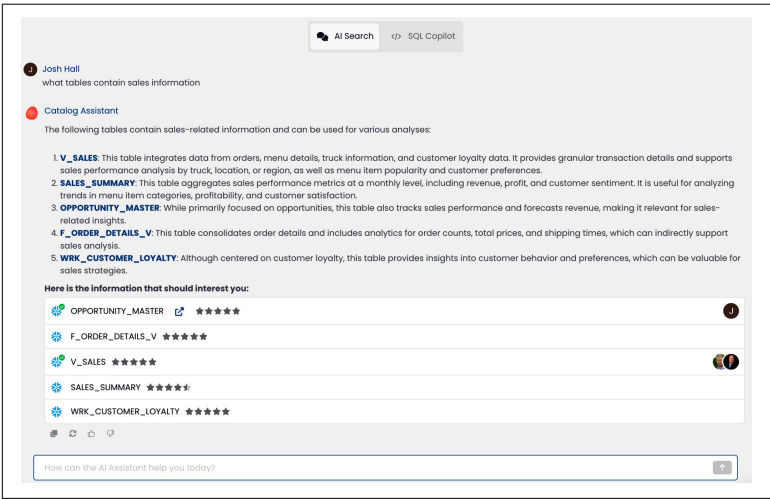 AI Search </> SQL Copilot
J Josh Hall
what tables contain sales information
Catalog Assistant
The following tables contain sales-related information and can be used for various analyses:
1. V_SALES: This table integrates data from orders, menu details, truck information, and customer loyalty data. It provides granular transaction details and supports
sales performance analysis by truck, location, or region, as well as menu item popularity and customer preferences.
2. SALES_SUMMARY: This table aggregates sales performance metrics at a monthly level, including revenue, profit, and customer sentiment. It is useful for analyzing
trends in menu item categories, profitability, and customer satisfaction.
3. OPPORTUNITY_MASTER: While primarily focused on opportunities, this table also tracks sales performance and forecasts revenue, making it relevant for sales-
related insights.
4. F_ORDER_DETAILS_V: This table consolidates order details and includes analytics for order counts, total prices, and shipping times, which can indirectly support
sales analysis.
5. WRK_CUSTOMER_LOYALTY: Although centered on customer loyalty, this table provides insights into customer behavior and preferences, which can be valuable for
sales strategies.
Here is the information that should interest you:
OPPORTUNITY_MASTER J
F_ORDER_DETAILS_V
V_SALES
SALES_SUMMARY
WRK_CUSTOMER_LOYALTY
How can the AI Assistant help you today?